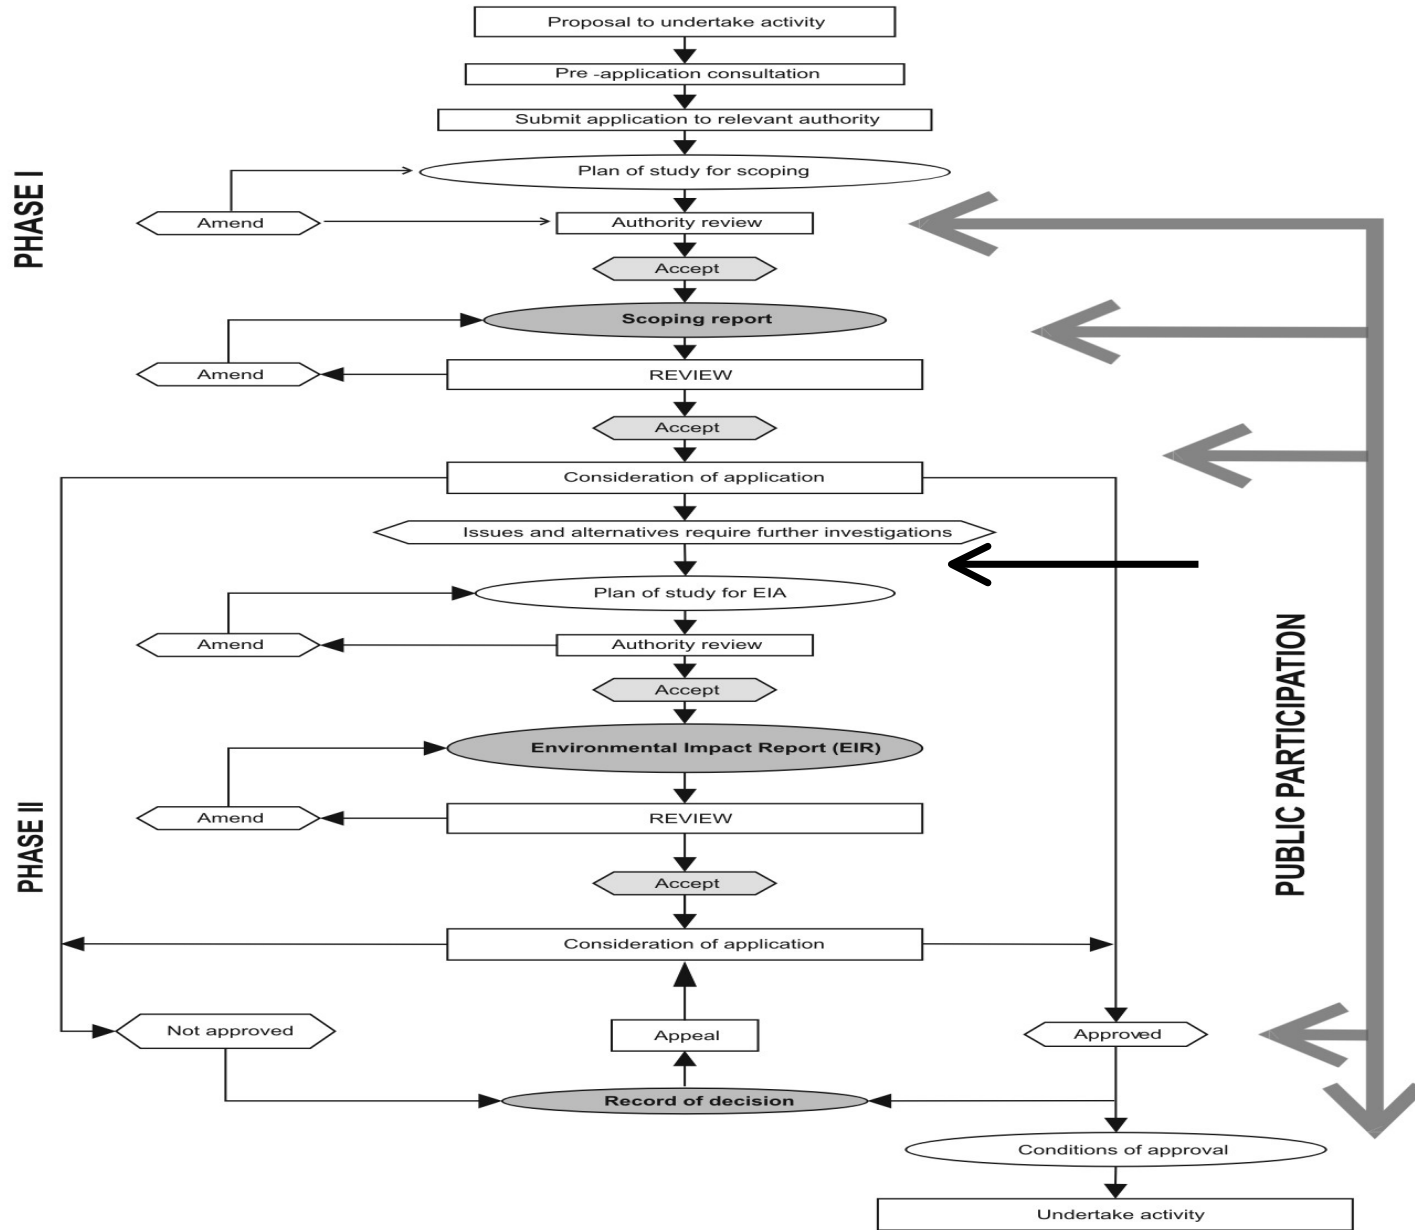 Proposal to undertake activity
Pre -application consultation
Submit application to relevant authority
PHASE I
Plan of study for scoping
Amend
Authority review
Accept
Scoping report
Amend
REVIEW
Accept
Consideration of application
Issues and alternatives require further investigations
Plan of study for EIA
Amend
Authority review
Accept
PUBLIC PARTICIPATION
Environmental Impact Report (EIR)
PHASE II
Amend
REVIEW
Accept
Consideration of application
Not approved
Appeal
Approved
Record of decision
Conditions of approval
Undertake activity